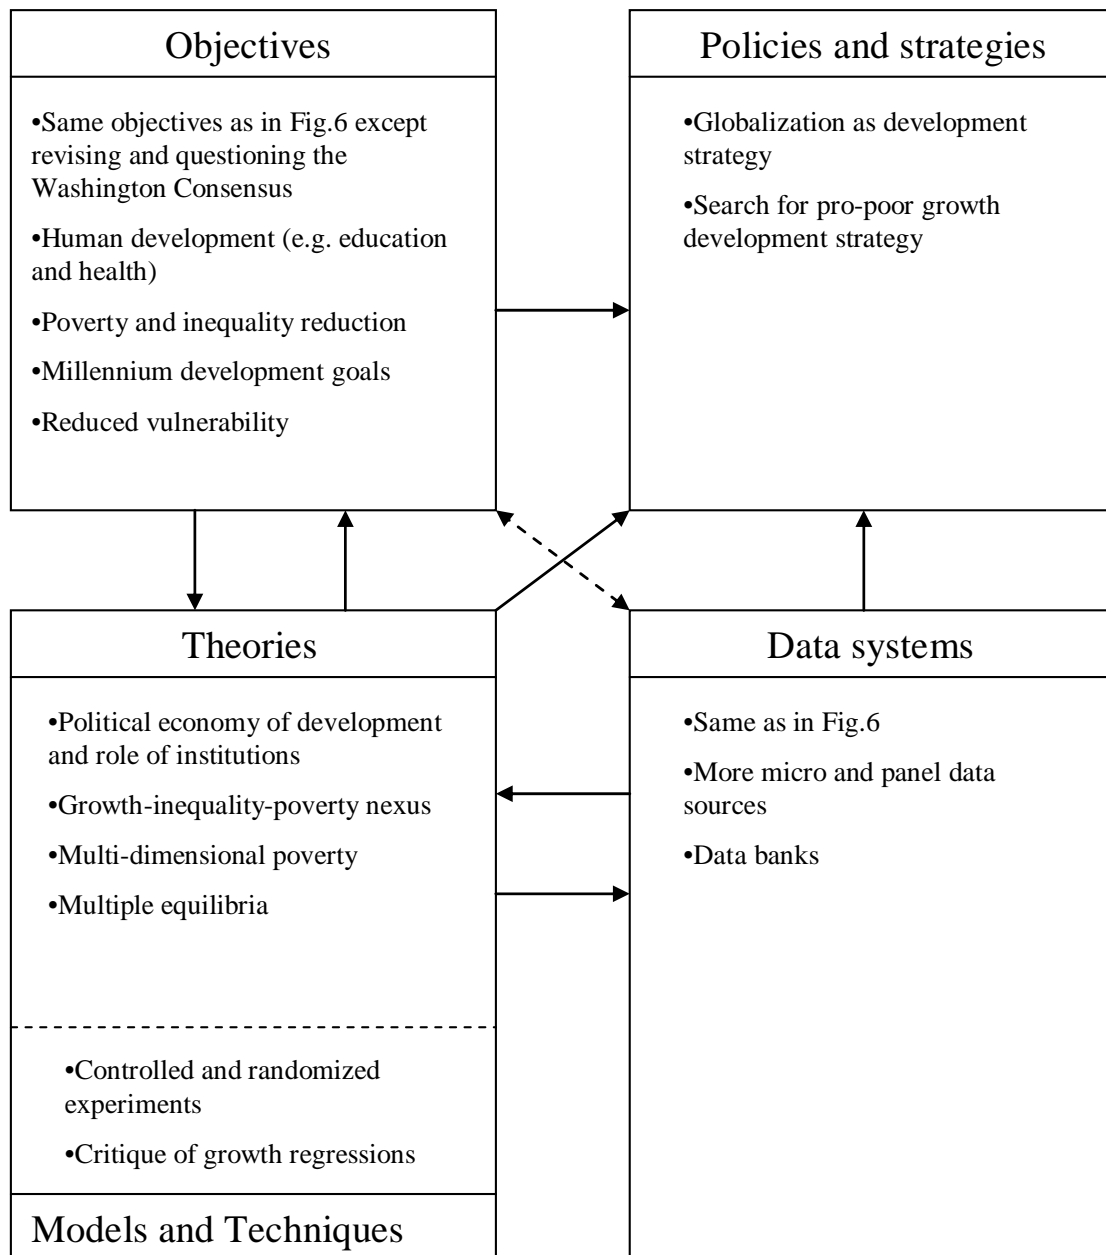 Objectives
•Same objectives as in Fig.6 except
revising and questioning the
Washington Consensus
•Human development (e.g. education
and health)
•Poverty and inequality reduction
•Millennium development goals
•Reduced vulnerability
Policies and strategies
•Globalization as development
strategy
•Search for pro-poor growth
development strategy
Theories
•Political economy of development
and role of institutions
•Growth-inequality-poverty nexus
•Multi-dimensional poverty
•Multiple equilibria
•Controlled and randomized
experiments
•Critique of growth regressions
Models and Techniques
Data systems
•Same as in Fig.6
•More micro and panel data
sources
•Data banks